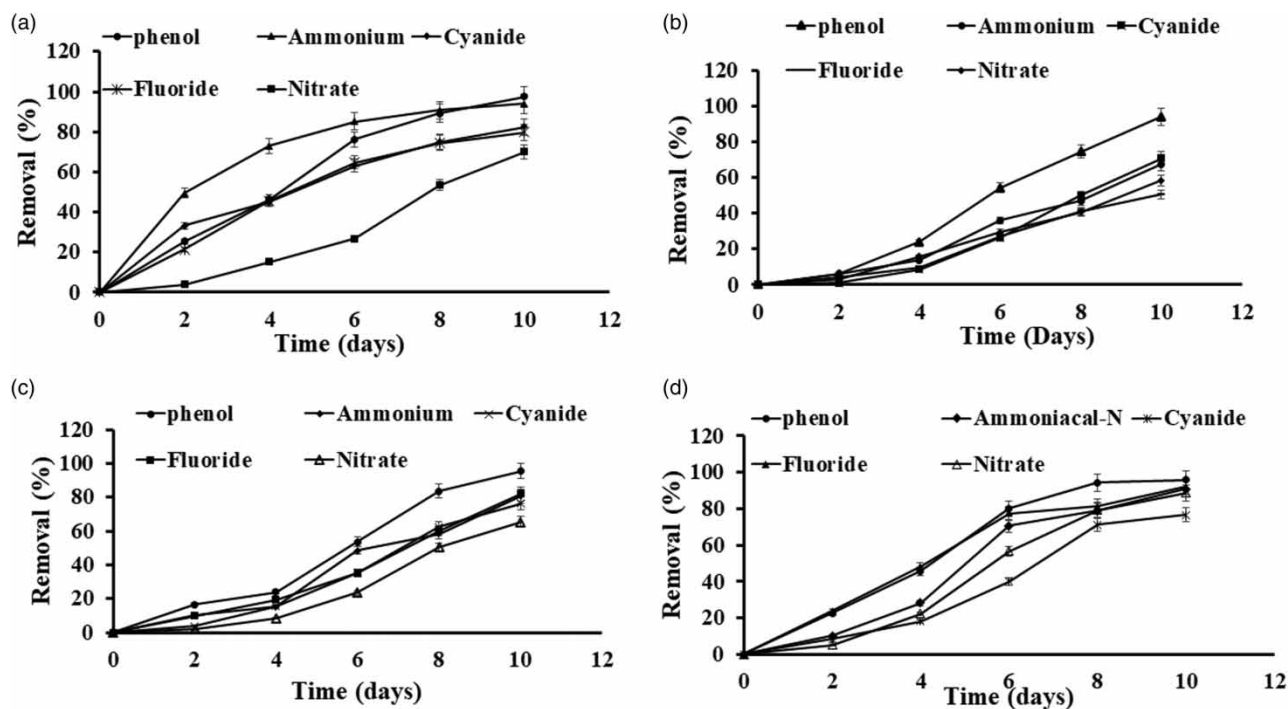 (a)
phenol Ammonium Cyanide
Fluoride Nitrate
120
100
80
60
40
20
0
Removal (%)
0 2 4 6 8 10 12
Time (days)
(b)
phenol Ammonium Cyanide
Fluoride Nitrate
120
100
80
60
40
20
0
Removal (%)
0 2 4 6 8 10 12
Time (Days)
(c)
phenol Ammonium Cyanide
Fluoride Nitrate
120
100
80
60
40
20
0
Removal (%)
0 2 4 6 8 10 12
Time (days)
(d)
phenol Ammoniacal-N Cyanide
Fluoride Nitrate
120
100
80
60
40
20
0
Removal (%)
0 2 4 6 8 10 12
Time (days)